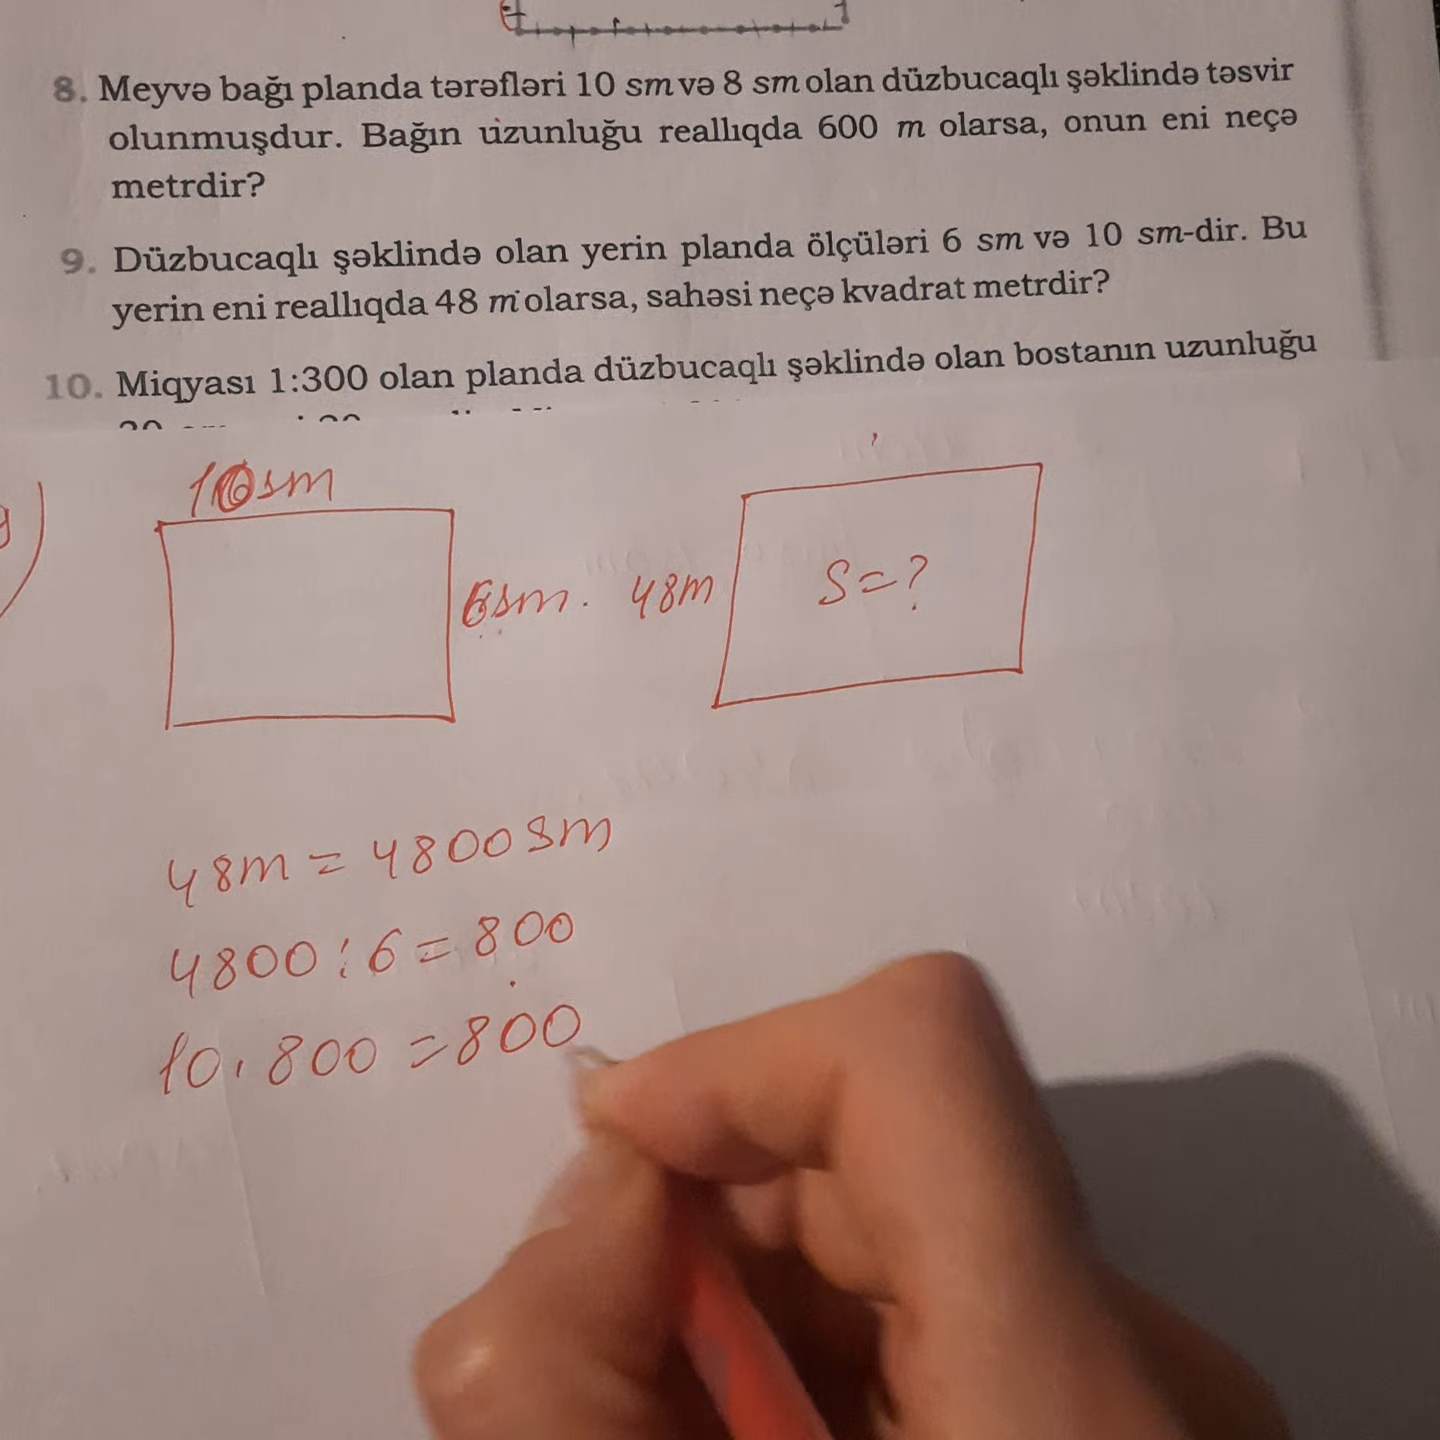 8. Meyvə bağı planda tərəfləri 10 sm və 8 sm olan düzbucaqlı şəklində təsvir
olunmuşdur. Bağın uzunluğu reallıqda 600 m olarsa, onun eni neçə
metrdir?
9. Düzbucaqlı şəklində olan yerin planda ölçüləri 6 sm və 10 sm-dir. Bu
yerin eni reallıqda 48 m olarsa, sahəsi neçə kvadrat metrdir?
10. Miqyası 1:300 olan planda düzbucaqlı şəklində olan bostanın uzunluğu
10sm
6sm.
48m
S=?
48m = 4800sm
4800:6=800
10.800=800